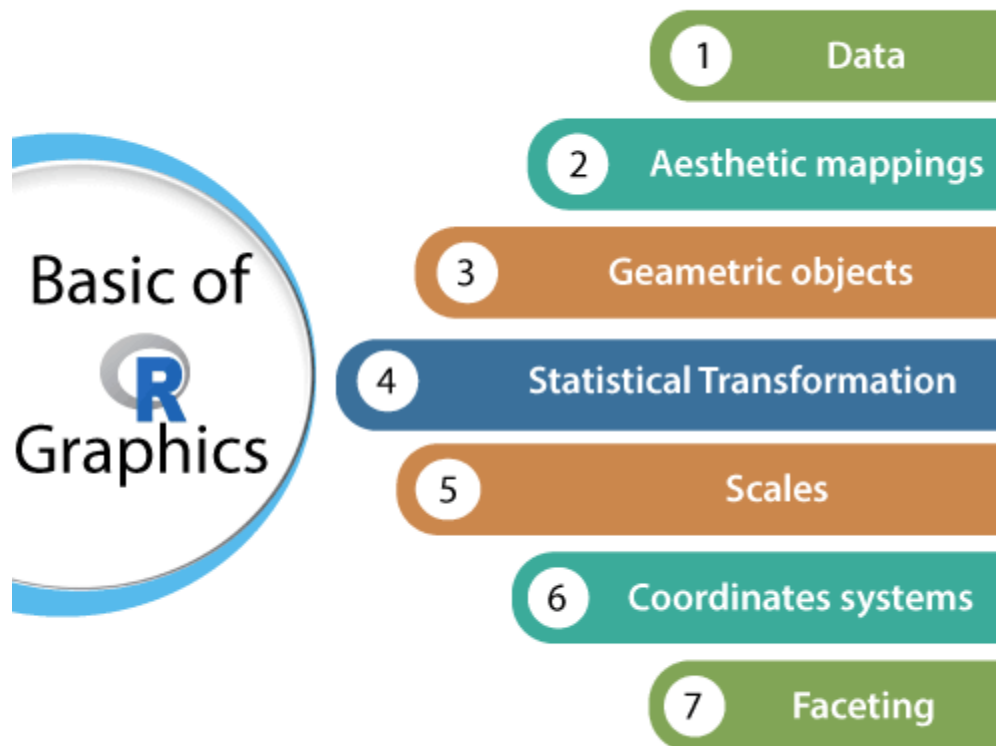 Basic of
R
Graphics
1 Data
2 Aesthetic mappings
3 Geametric objects
4 Statistical Transformation
5 Scales
6 Coordinates systems
7 Faceting